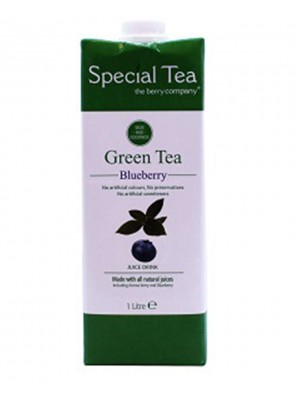 Special Tea
the berry company®
Green Tea
Blueberry
No artificial colours, No preservatives
No artificial sweeteners
JUICE DRINK
Made with all natural juices
1 Litre ℮